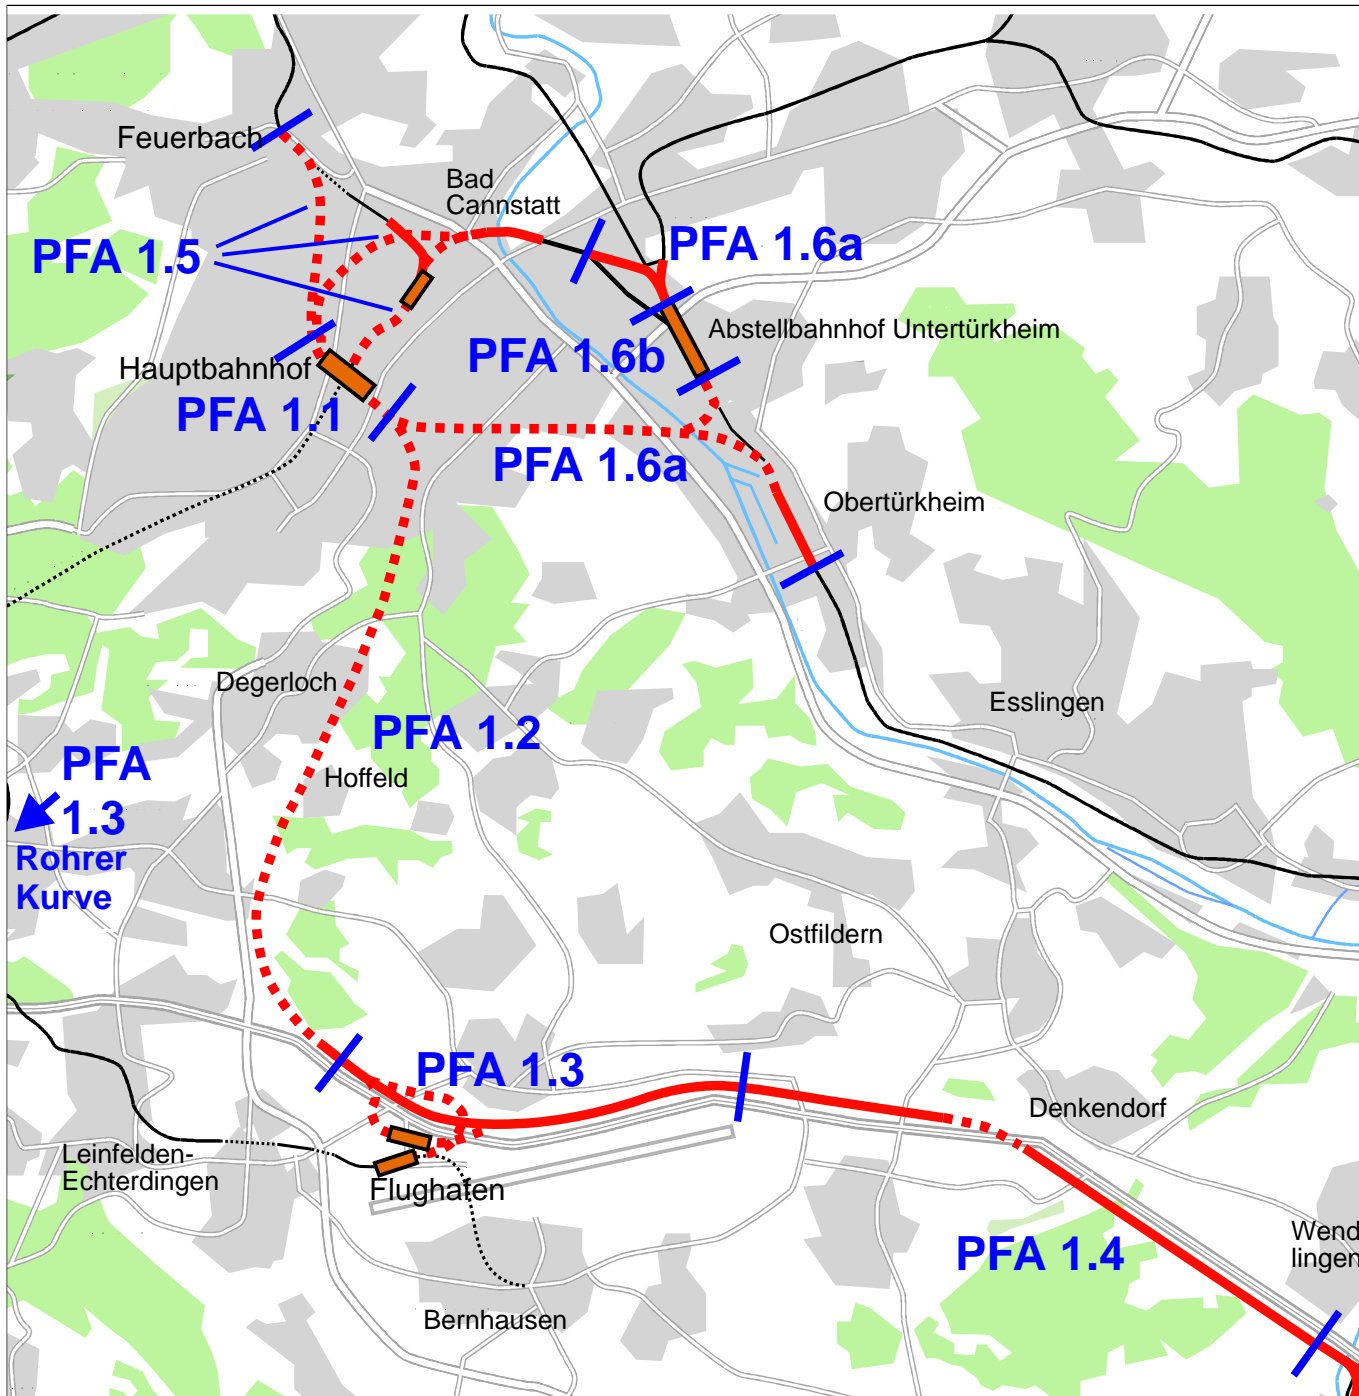 Feuerbach
Bad
Cannstatt
PFA 1.5
PFA 1.6a
Abstellbahnhof Untertürkheim
PFA 1.6b
Hauptbahnhof
PFA 1.1
PFA 1.6a
Obertürkheim
Degerloch
Esslingen
PFA 1.2
PFA
1.3
Rohrer
Kurve
Hoffeld
Ostfildern
PFA 1.3
Denkendorf
Leinfelden-
Echterdingen
Flughafen
Wend
lingen
PFA 1.4
Bernhausen